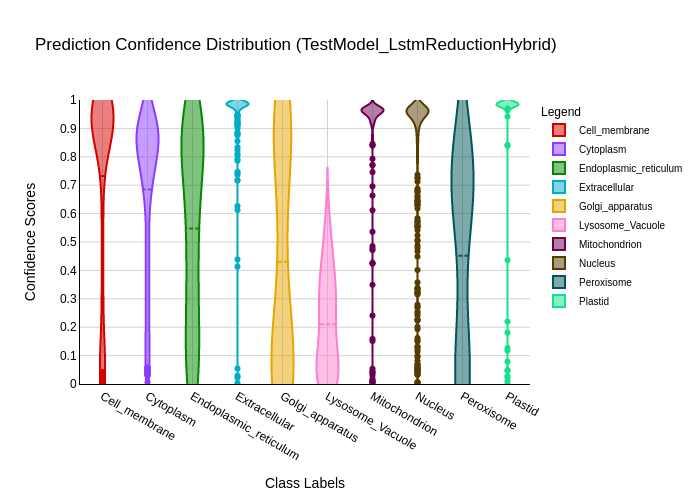 Prediction Confidence Distribution (TestModel_LstmReductionHybrid)
Legend
Cell_membrane
Cytoplasm
Endoplasmic_reticulum
Extracellular
Golgi_apparatus
Lysosome_Vacuole
Mitochondrion
Nucleus
Peroxisome
Plastid
Confidence Scores
1
0.9
0.8
0.7
0.6
0.5
0.4
0.3
0.2
0.1
0
Cell_membrane
Cytoplasm
Endoplasmic_reticulum
Extracellular
Golgi_apparatus
Lysosome_Vacuole
Mitochondrion
Nucleus
Peroxisome
Plastid
Class Labels